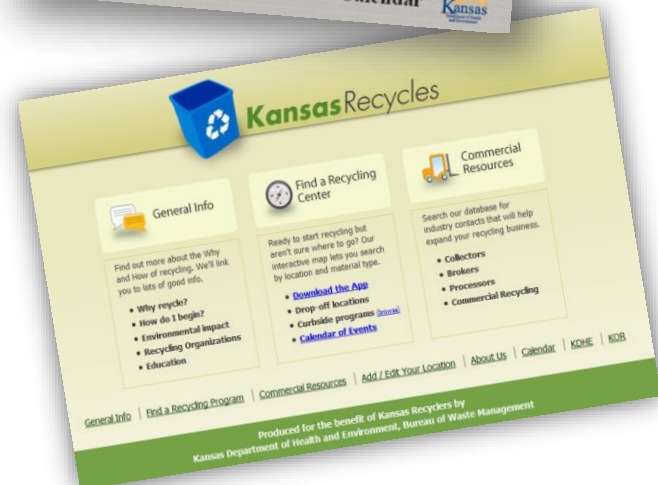 Calendar
Kansas
Kansas Recycles
General Info
Find out more about the Why
and How of recycling. We'll link
you to lots of good info.
• Why reycle?
• How do I begin?
• Environmental impact
• Recycling Organizations
• Education
Find a Recycling
Center
Ready to start recycling but
aren't sure where to go? Our
interactive map lets you search
by location and material type.
• Download the App
• Drop-off locations
• Curbside programs
• Calendar of Events
Commercial
Resources
Search our database for
industry contacts that will help
expand your recycling business.
• Collectors
• Brokers
• Processors
• Commercial Recycling
General Info | Find a Recycling Program | Commercial Resources | Add / Edit Your Location | About Us | Calendar | KDHE | KOR
Produced for the benefit of Kansas Recyclers by
Kansas Department of Health and Environment, Bureau of Waste Management